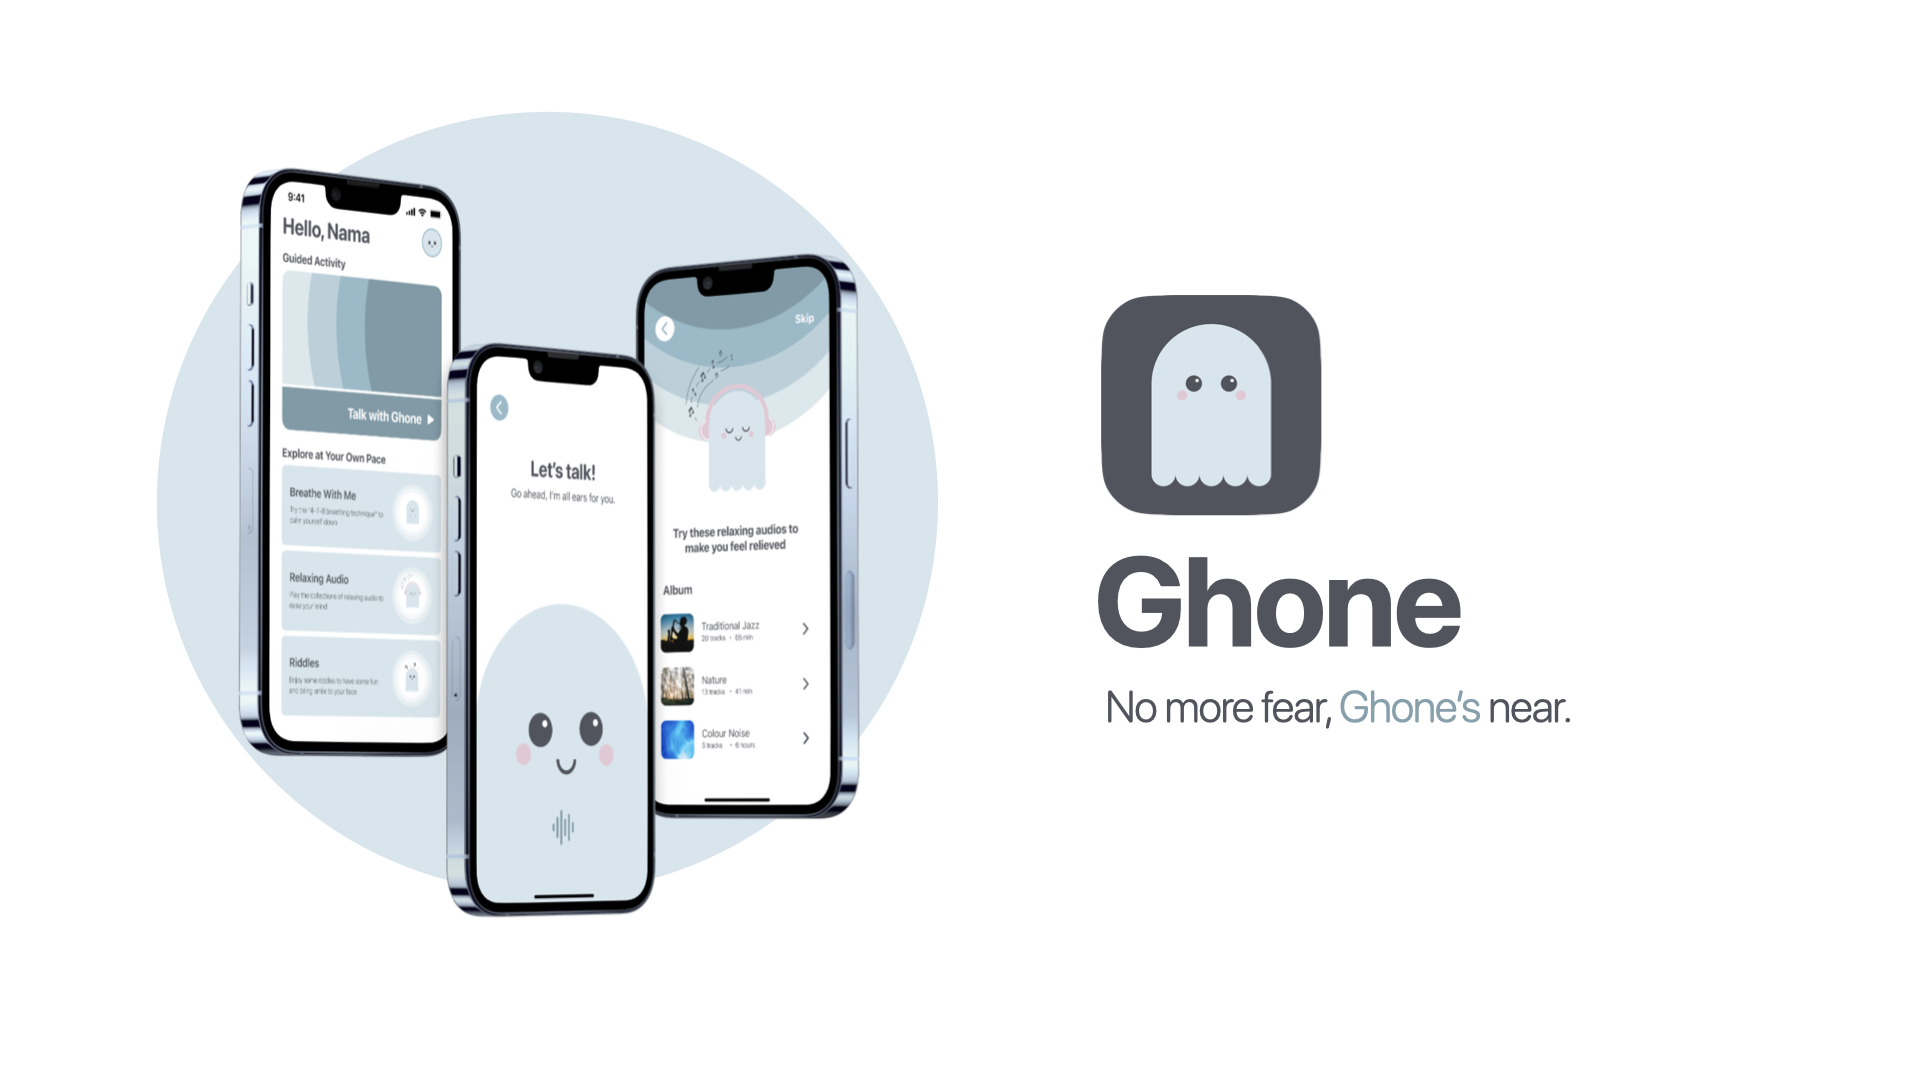 9:41
Hello, Nama
Guided Activity
Talk with Ghone
Explore at Your Own Pace
Breathe With Me
Try the "4-7-8 breathing technique" to
calm yourself down
Relaxing Audio
Play the collections of relaxing audio to
ease your mind
Riddles
Enjoy some riddles to have some fun
and bring smile to your face
Let's talk!
Go ahead, I'm all ears for you.
Skip
Try these relaxing audios to
make you feel relieved
Album
Traditional Jazz
20 tracks • 65 min
Nature
13 tracks • 41 min
Colour Noise
5 tracks • 6 hours
Ghone
No more fear, Ghone's near.